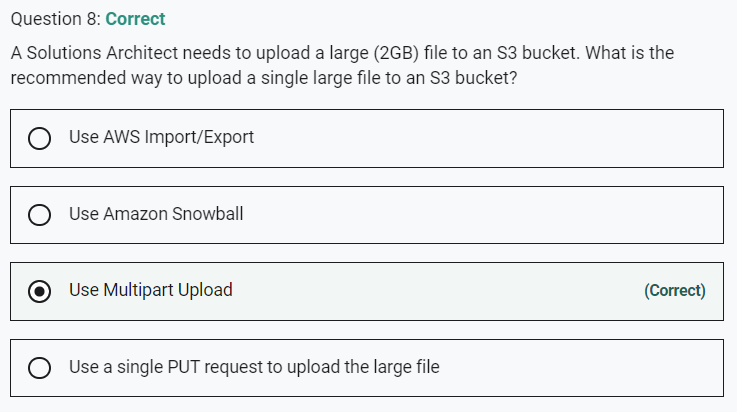 Question 8: Correct
A Solutions Architect needs to upload a large (2GB) file to an S3 bucket. What is the
recommended way to upload a single large file to an S3 bucket?
Use AWS Import/Export
Use Amazon Snowball
Use Multipart Upload (Correct)
Use a single PUT request to upload the large file